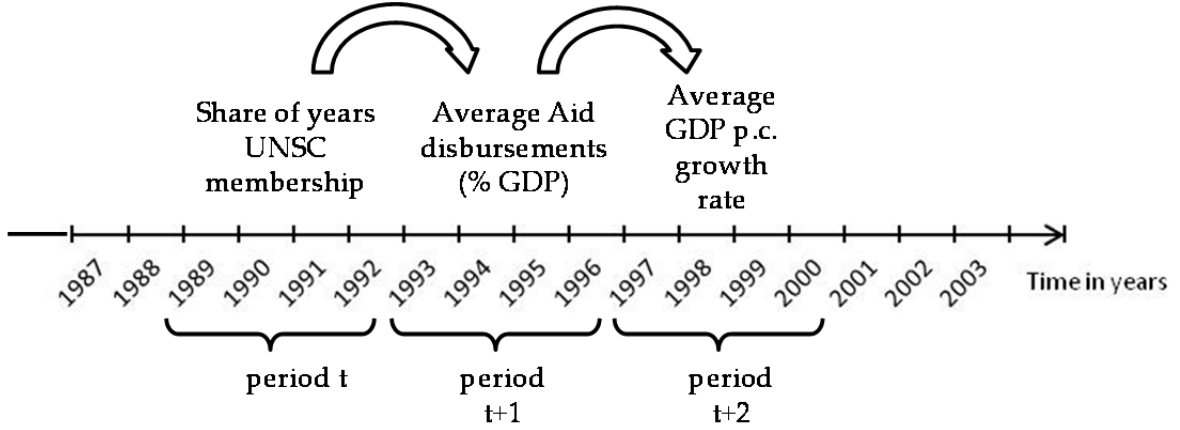 Share of years
UNSC
membership
Average Aid
disbursements
(% GDP)
Average
GDP p.c.
growth
rate
1987
1988
1989
1990
1991
1992
1993
1994
1995
1996
1997
1998
1999
2000
2001
2002
2003
Time in years
period t
period
t+1
period
t+2